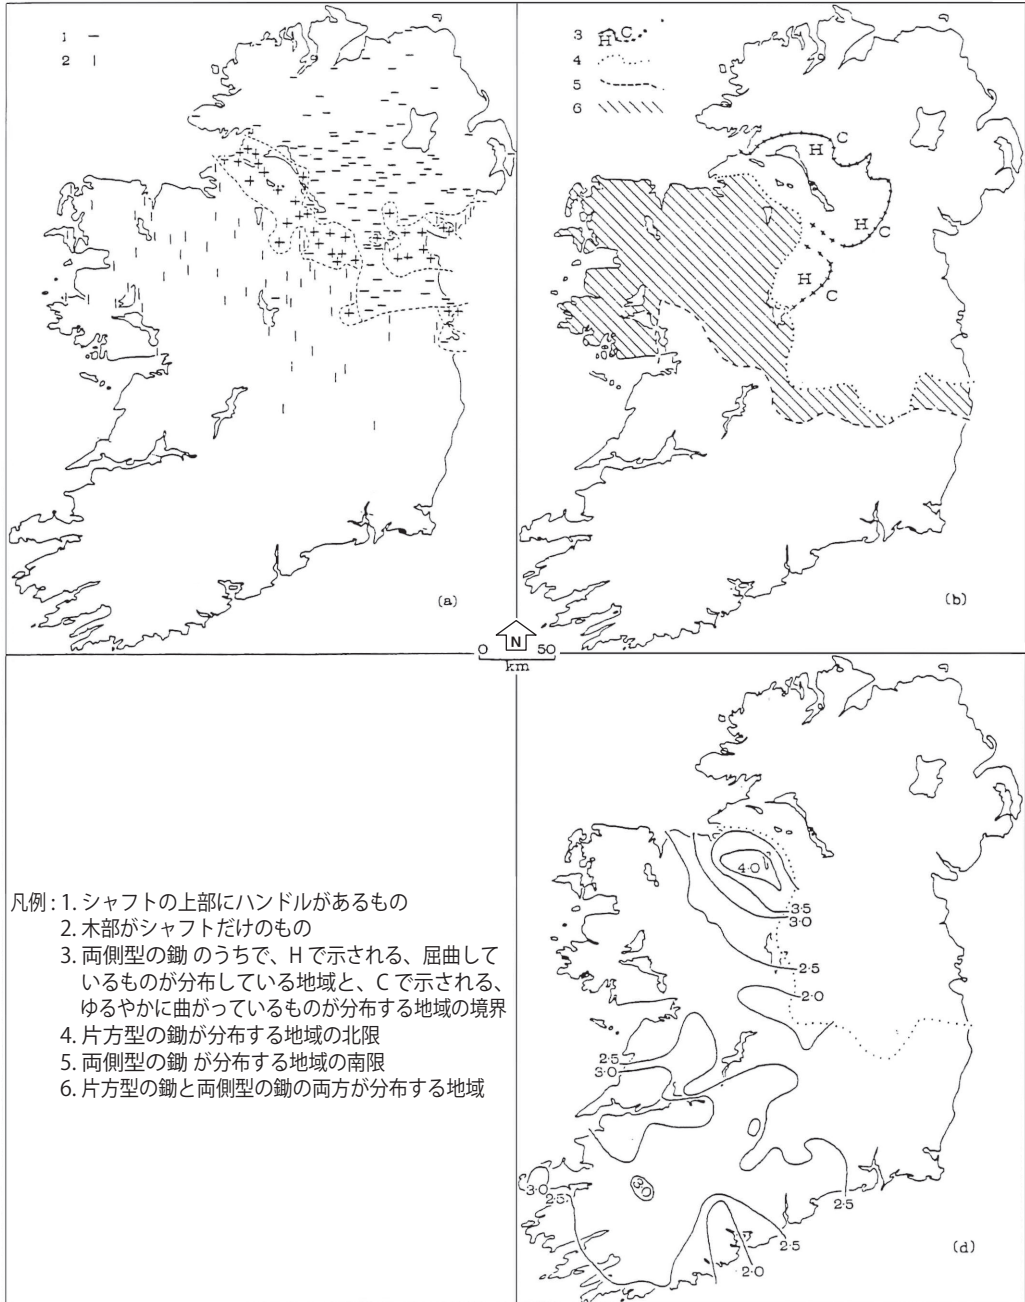 1 −
2 |
(a)
3 H C
4
5
6
C
H
H
C
H
C
(b)
N
0 50
km
凡例 : 1. シャフトの上部にハンドルがあるもの
2. 木部がシャフトだけのもの
3. 両側型の鋤 のうちで、H で示される、屈曲して
いるものが分布している地域と、C で示される、
ゆるやかに曲がっているものが分布する地域の境界
4. 片方型の鋤が分布する地域の北限
5. 両側型の鋤 が分布する地域の南限
6. 片方型の鋤と両側型の鋤の両方が分布する地域
4·0
3.5
3.0
2.5
2.0
2.5
3.0
3.0
2.5
3.0
2.5
2.5
2.0
(d)